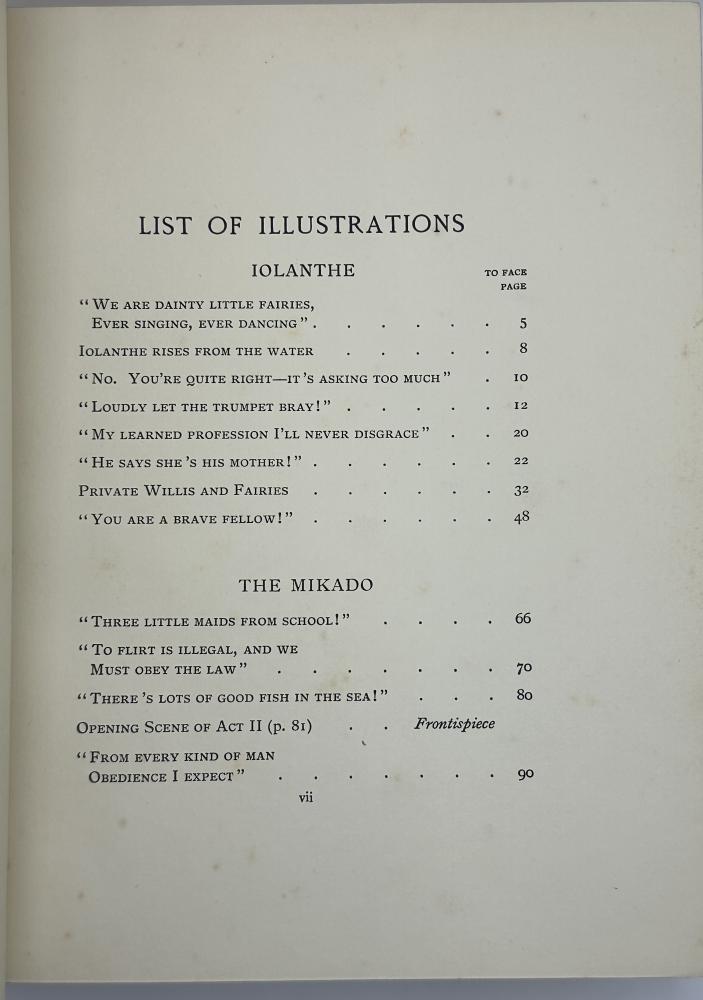 LIST OF ILLUSTRATIONS
IOLANTHE
TO FACE
PAGE
“We are dainty little fairies,
Ever singing, ever dancing” . . . . . . 5
Iolanthe rises from the water . . . . . 8
“No. You're quite right—it's asking too much” . 10
“Loudly let the trumpet bray!” . . . . . 12
“My learned profession I'll never disgrace” . . 20
“He says she's his mother!” . . . . . . 22
Private Willis and Fairies . . . . . . 32
“You are a brave fellow!” . . . . . . 48
THE MIKADO
“Three little maids from school!” . . . . 66
“To flirt is illegal, and we
Must obey the law” . . . . . . . 70
“There's lots of good fish in the sea!” . . . 80
Opening Scene of Act II (p. 81) . . Frontispiece
“From every kind of man
Obedience I expect” . . . . . . . 90
vii